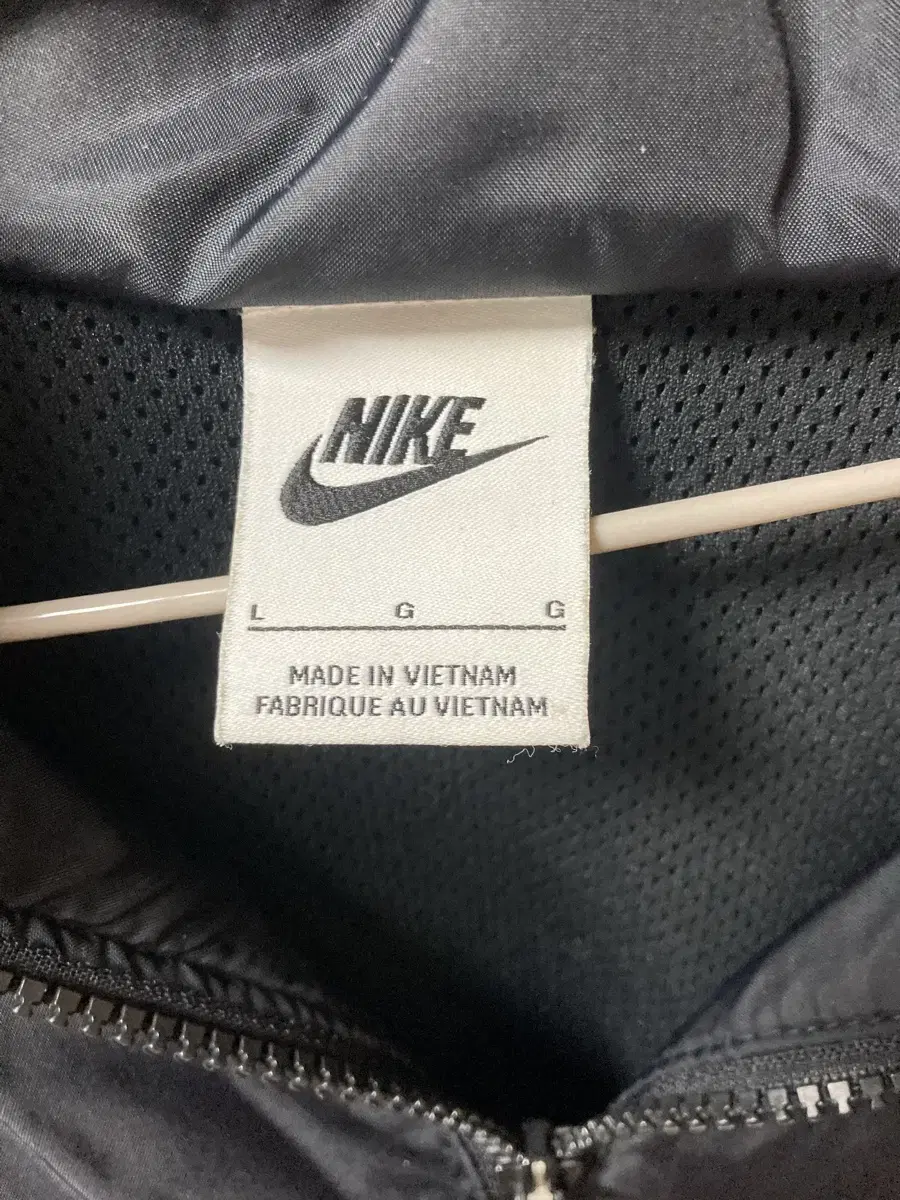 NIKE
L G G
MADE IN VIETNAM
FABRIQUE AU VIETNAM